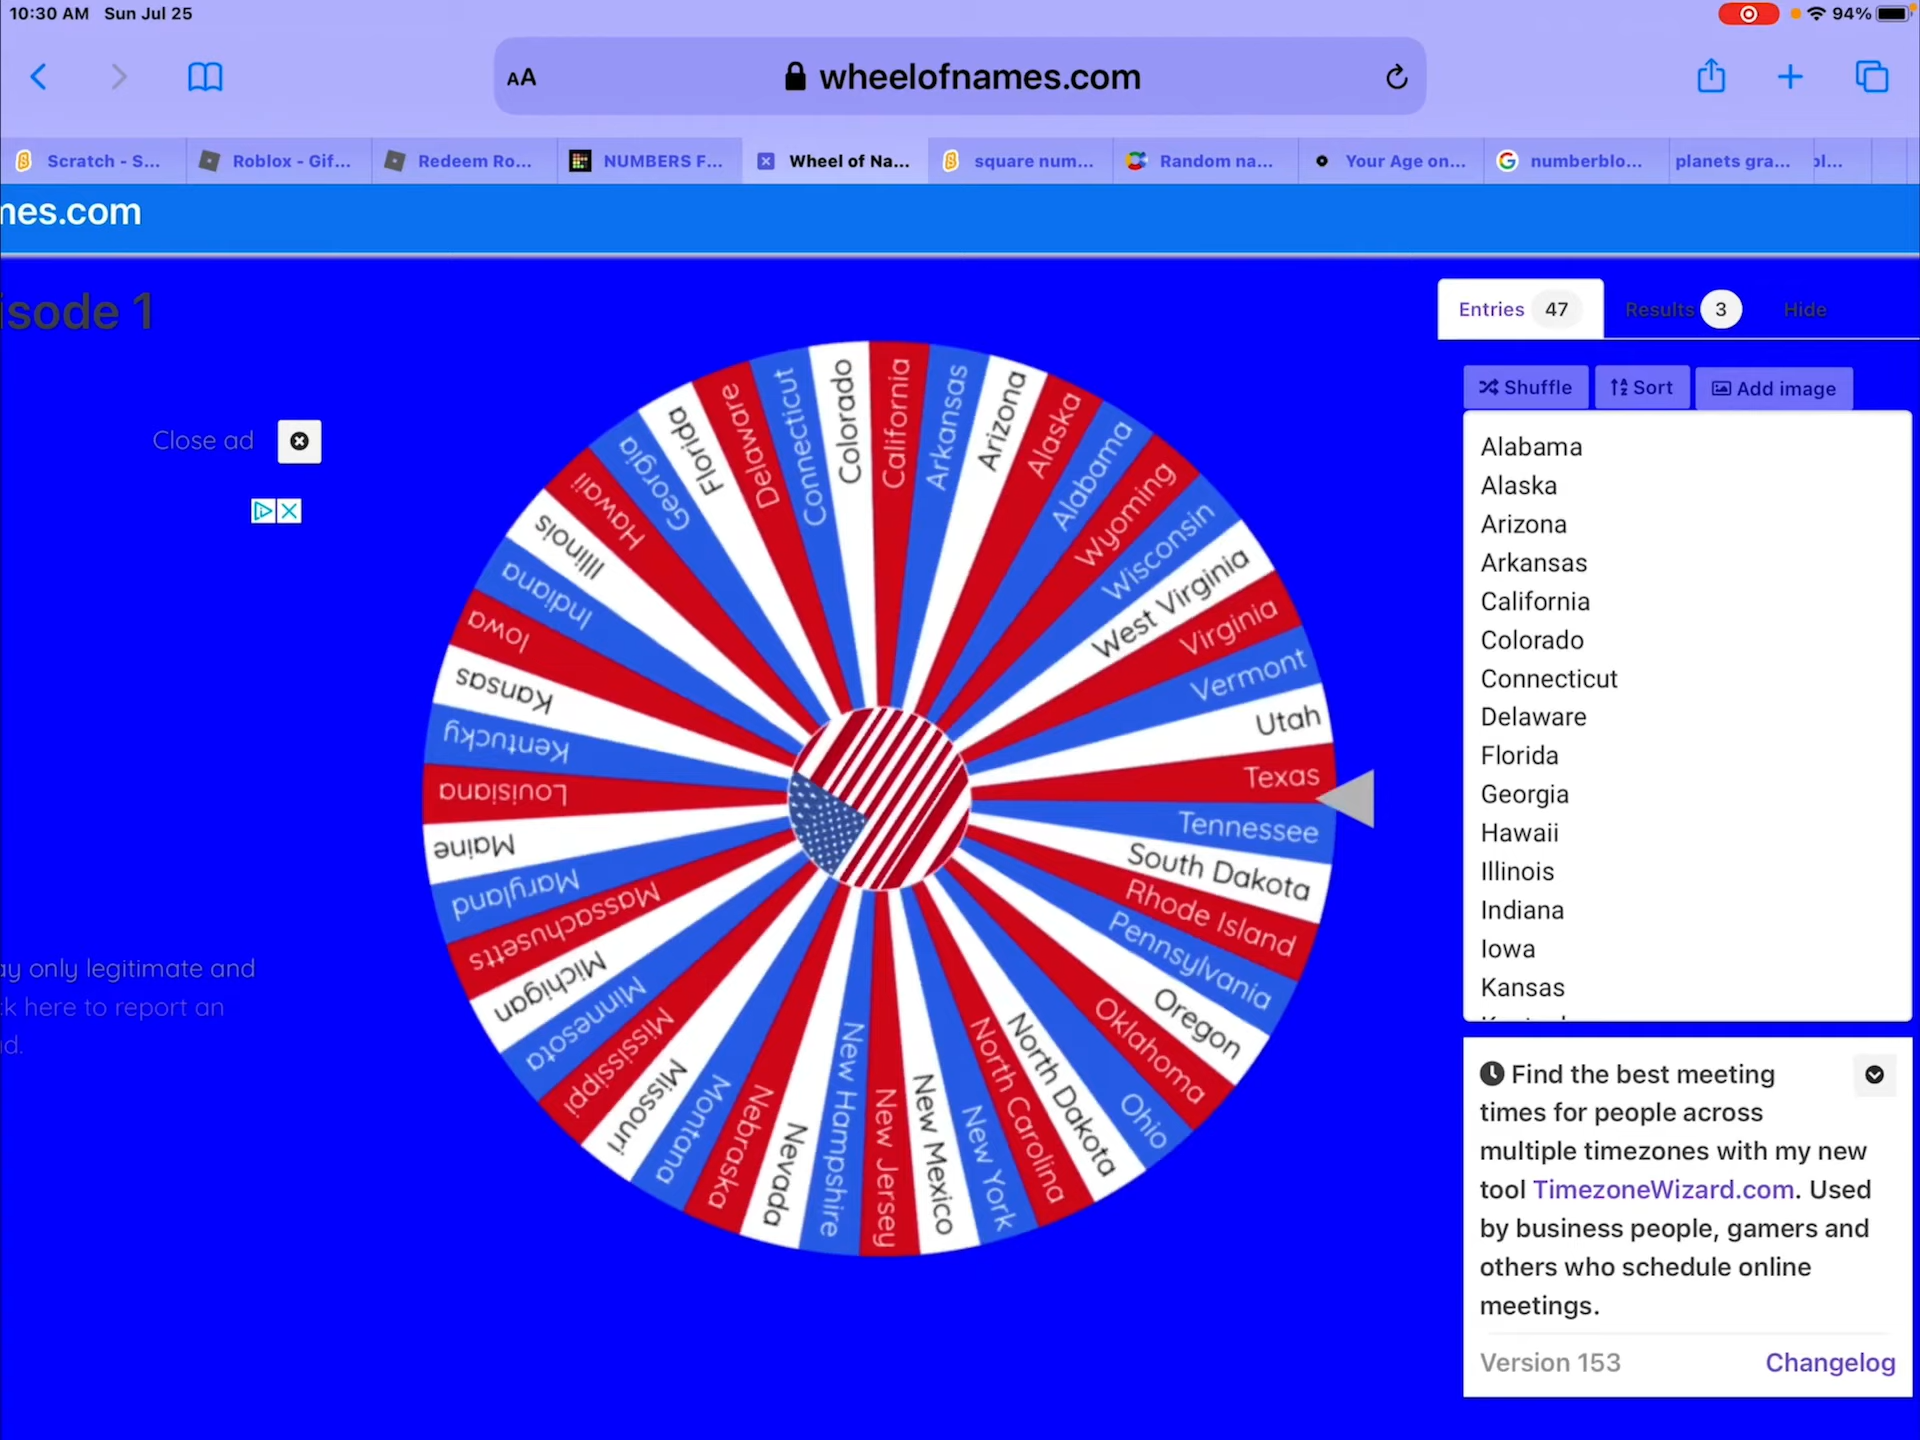 10:30 AM Sun Jul 25
94%
AA
wheelofnames.com
Scratch - S...
Roblox - Gif...
Redeem Ro...
NUMBERS F...
Wheel of Na...
square num...
Random na...
Your Age on...
numberblo...
planets gra...
pl...
mes.com
isode 1
Entries 47
Results 3
Hide
Close ad
Shuffle
Sort
Add image
Alabama
Alaska
Arizona
Arkansas
California
Colorado
Connecticut
Delaware
Florida
Georgia
Hawaii
Illinois
Indiana
Iowa
Kansas
California
Arkansas
Arizona
Alaska
Alabama
Wyoming
Wisconsin
West Virginia
Virginia
Vermont
Utah
Texas
Tennessee
South Dakota
Rhode Island
Pennsylvania
Oregon
Oklahoma
Ohio
North Dakota
North Carolina
New York
New Mexico
New Jersey
New Hampshire
Nevada
Nebraska
Montana
Missouri
Mississippi
Minnesota
Michigan
Massachusetts
Maryland
Maine
Louisiana
Kentucky
Kansas
Iowa
Indiana
Illinois
Hawaii
Georgia
Florida
Delaware
Connecticut
Colorado
ay only legitimate and
ck here to report an
d.
Find the best meeting
times for people across
multiple timezones with my new
tool TimezoneWizard.com. Used
by business people, gamers and
others who schedule online
meetings.
Version 153
Changelog